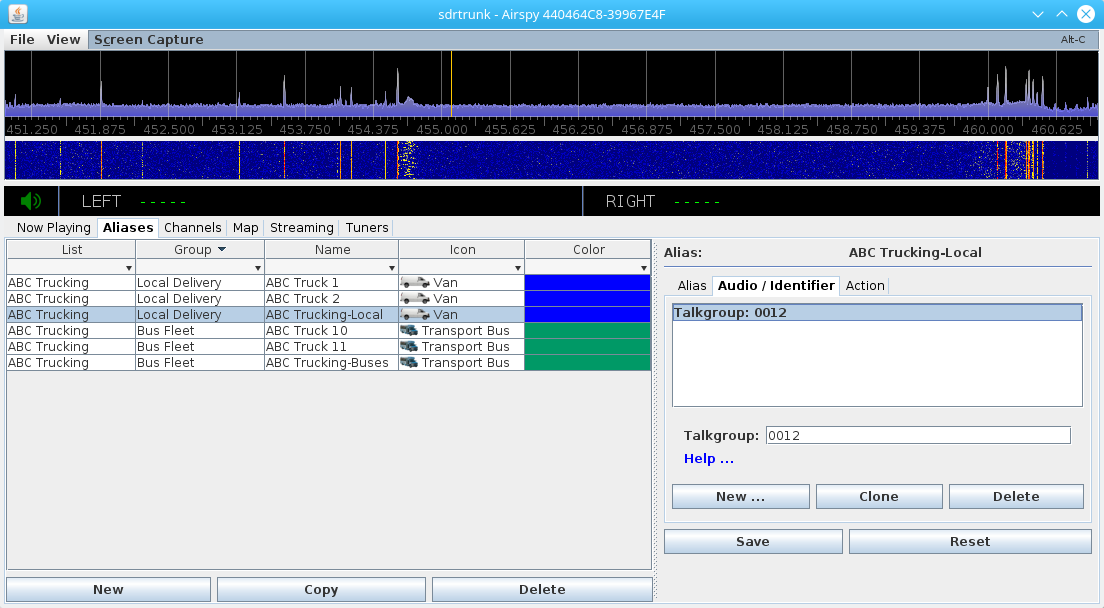 sdrtrunk - Airspy 440464C8-39967E4F
File View Screen Capture Alt-C
451.250 451.875 452.500 453.125 453.750 454.375 455.000 455.625 456.250 456.875 457.500 458.125 458.750 459.375 460.000 460.625
LEFT ----- RIGHT -----
Now Playing Aliases Channels Map Streaming Tuners
List Group Name Icon Color
ABC Trucking Local Delivery ABC Truck 1 Van
ABC Trucking Local Delivery ABC Truck 2 Van
ABC Trucking Local Delivery ABC Trucking-Local Van
ABC Trucking Bus Fleet ABC Truck 10 Transport Bus
ABC Trucking Bus Fleet ABC Truck 11 Transport Bus
ABC Trucking Bus Fleet ABC Trucking-Buses Transport Bus
New Copy Delete
Alias: ABC Trucking-Local
Alias Audio / Identifier Action
Talkgroup: 0012
Talkgroup: 0012
Help ...
New ... Clone Delete
Save Reset